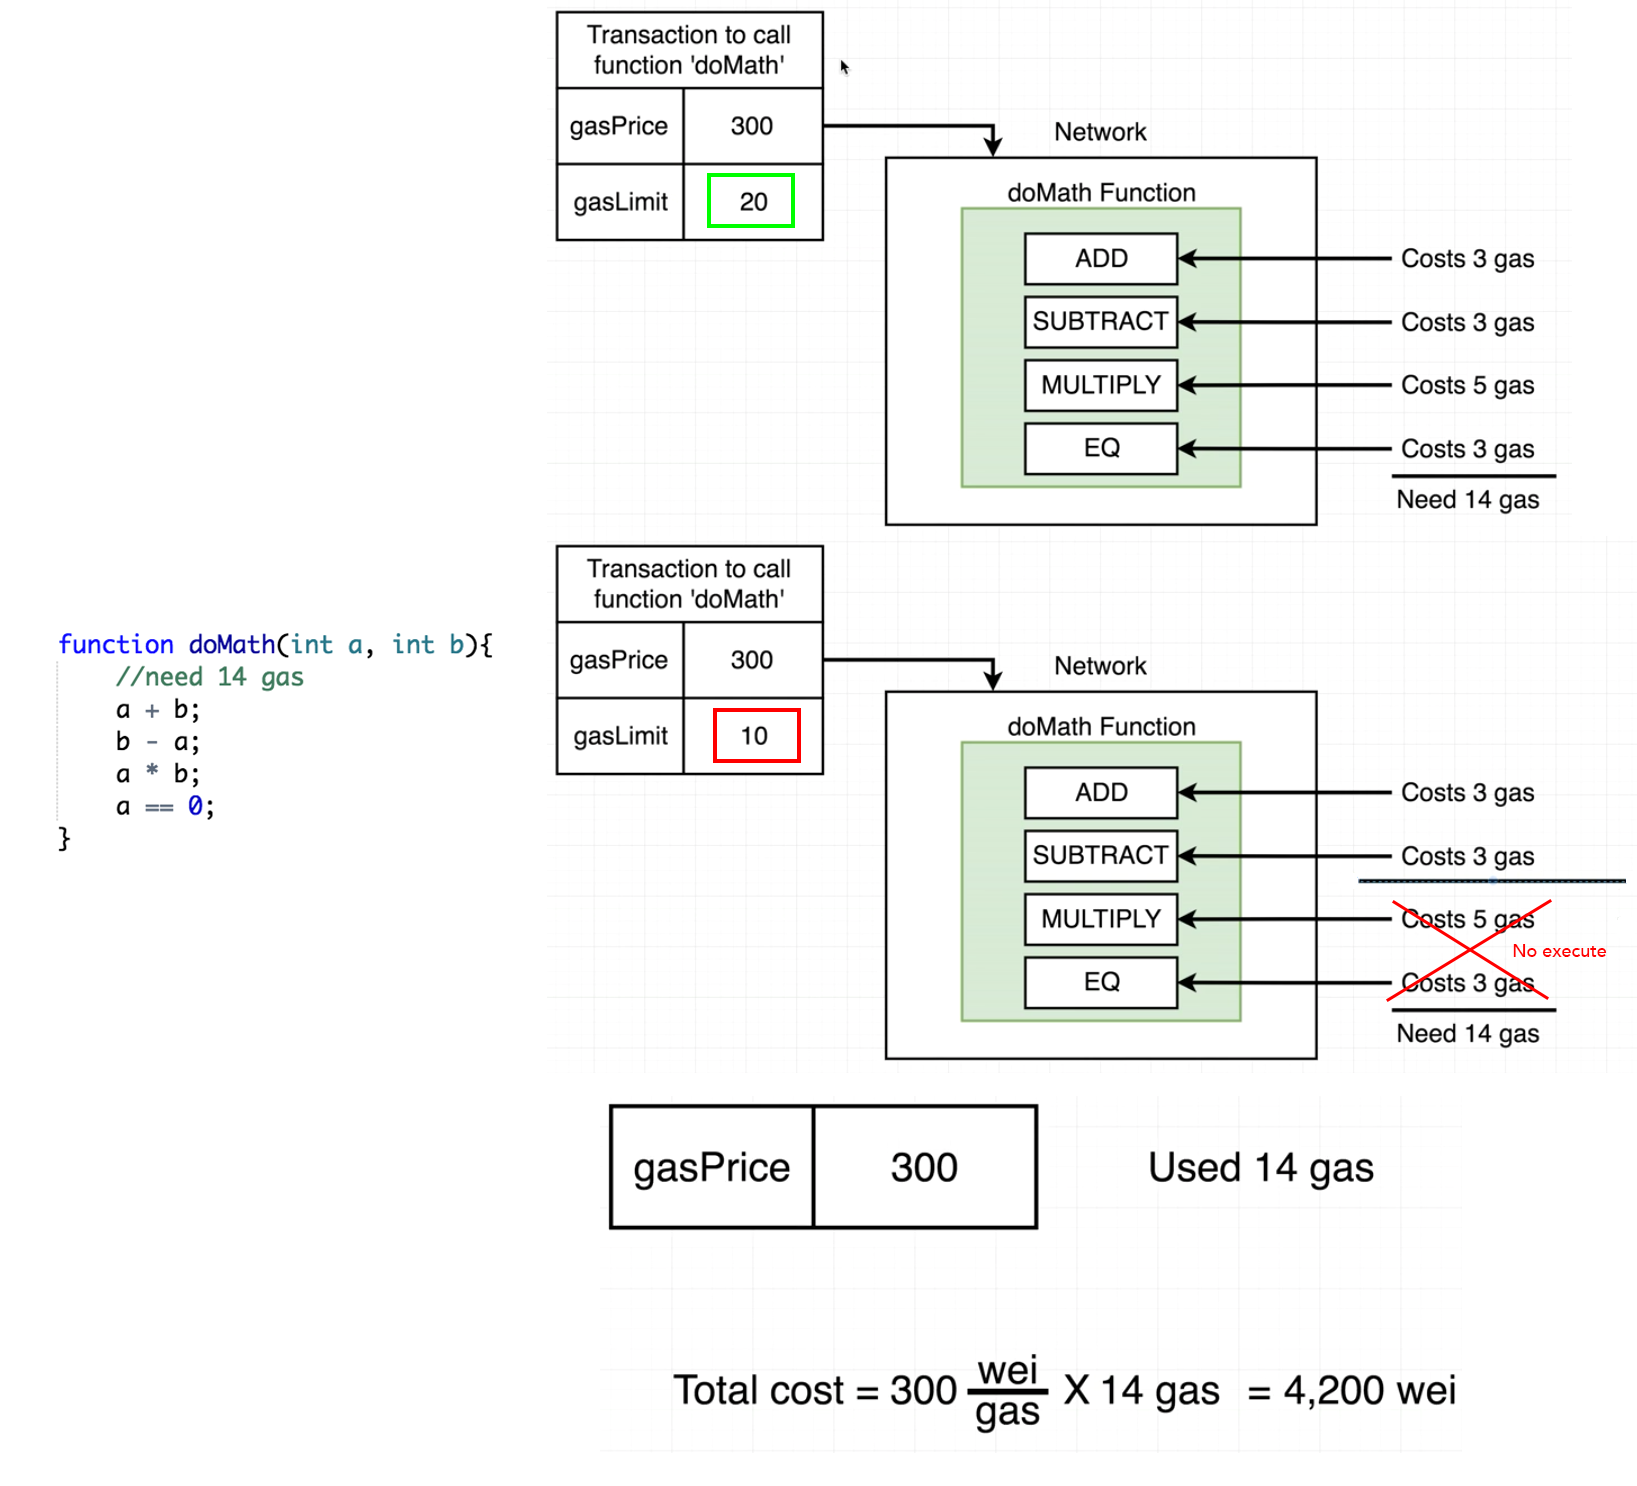 Transaction to call
function 'doMath'
gasPrice 300
gasLimit 20
Network
doMath Function
ADD Costs 3 gas
SUBTRACT Costs 3 gas
MULTIPLY Costs 5 gas
EQ Costs 3 gas
Need 14 gas
function doMath(int a, int b){
//need 14 gas
a + b;
b - a;
a * b;
a == 0;
}
Transaction to call
function 'doMath'
gasPrice 300
gasLimit 10
Network
doMath Function
ADD Costs 3 gas
SUBTRACT Costs 3 gas
MULTIPLY Costs 5 gas
No execute
EQ Costs 3 gas
Need 14 gas
gasPrice 300 Used 14 gas
Total cost = 300 wei/gas X 14 gas = 4,200 wei